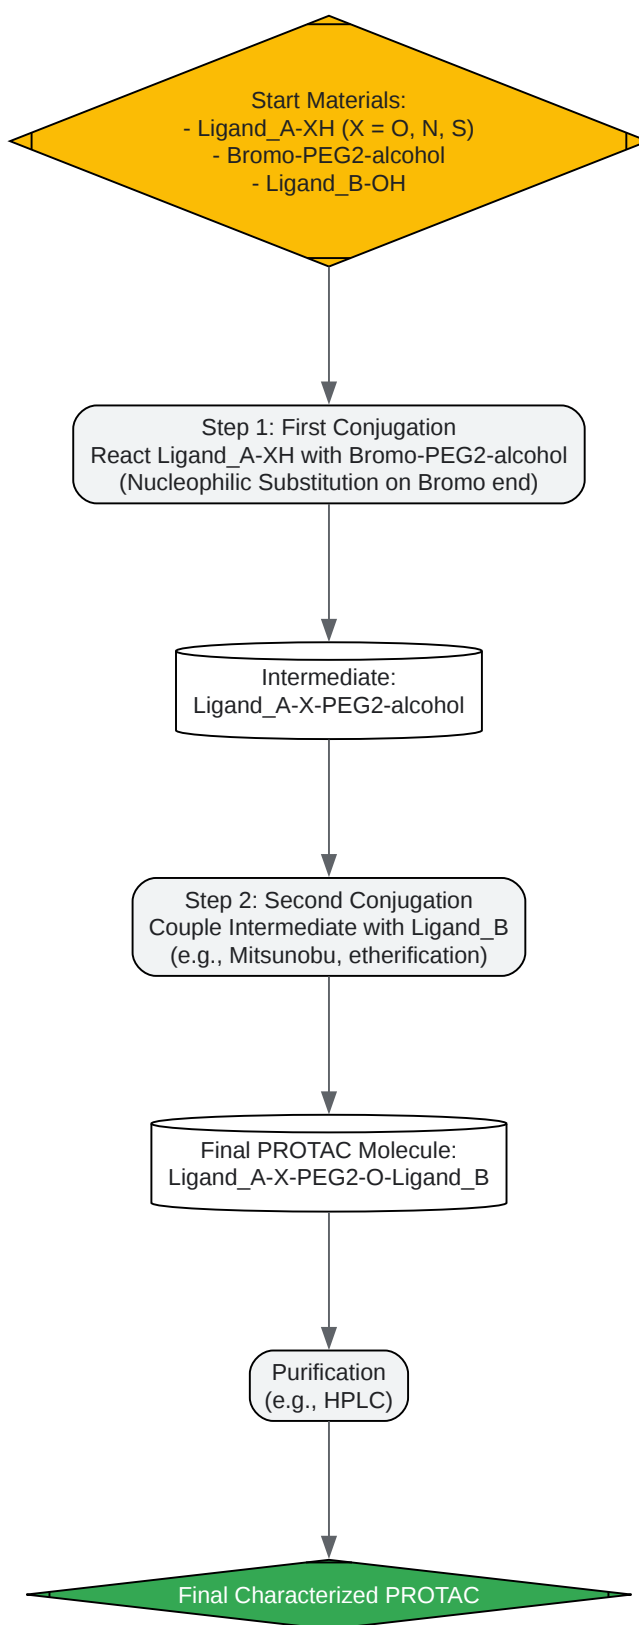 Start Materials:
- Ligand_A-XH (X = O, N, S)
- Bromo-PEG2-alcohol
- Ligand_B-OH
Step 1: First Conjugation
React Ligand_A-XH with Bromo-PEG2-alcohol
(Nucleophilic Substitution on Bromo end)
Intermediate:
Ligand_A-X-PEG2-alcohol
Step 2: Second Conjugation
Couple Intermediate with Ligand_B
(e.g., Mitsunobu, etherification)
Final PROTAC Molecule:
Ligand_A-X-PEG2-O-Ligand_B
Purification
(e.g., HPLC)
Final Characterized PROTAC